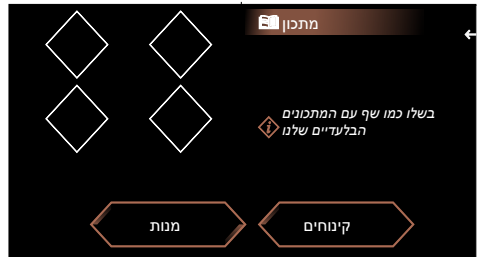 מתכון
בשלו כמו שף עם המתכונים
הבלעדיים שלנו
קינוחים
מנות